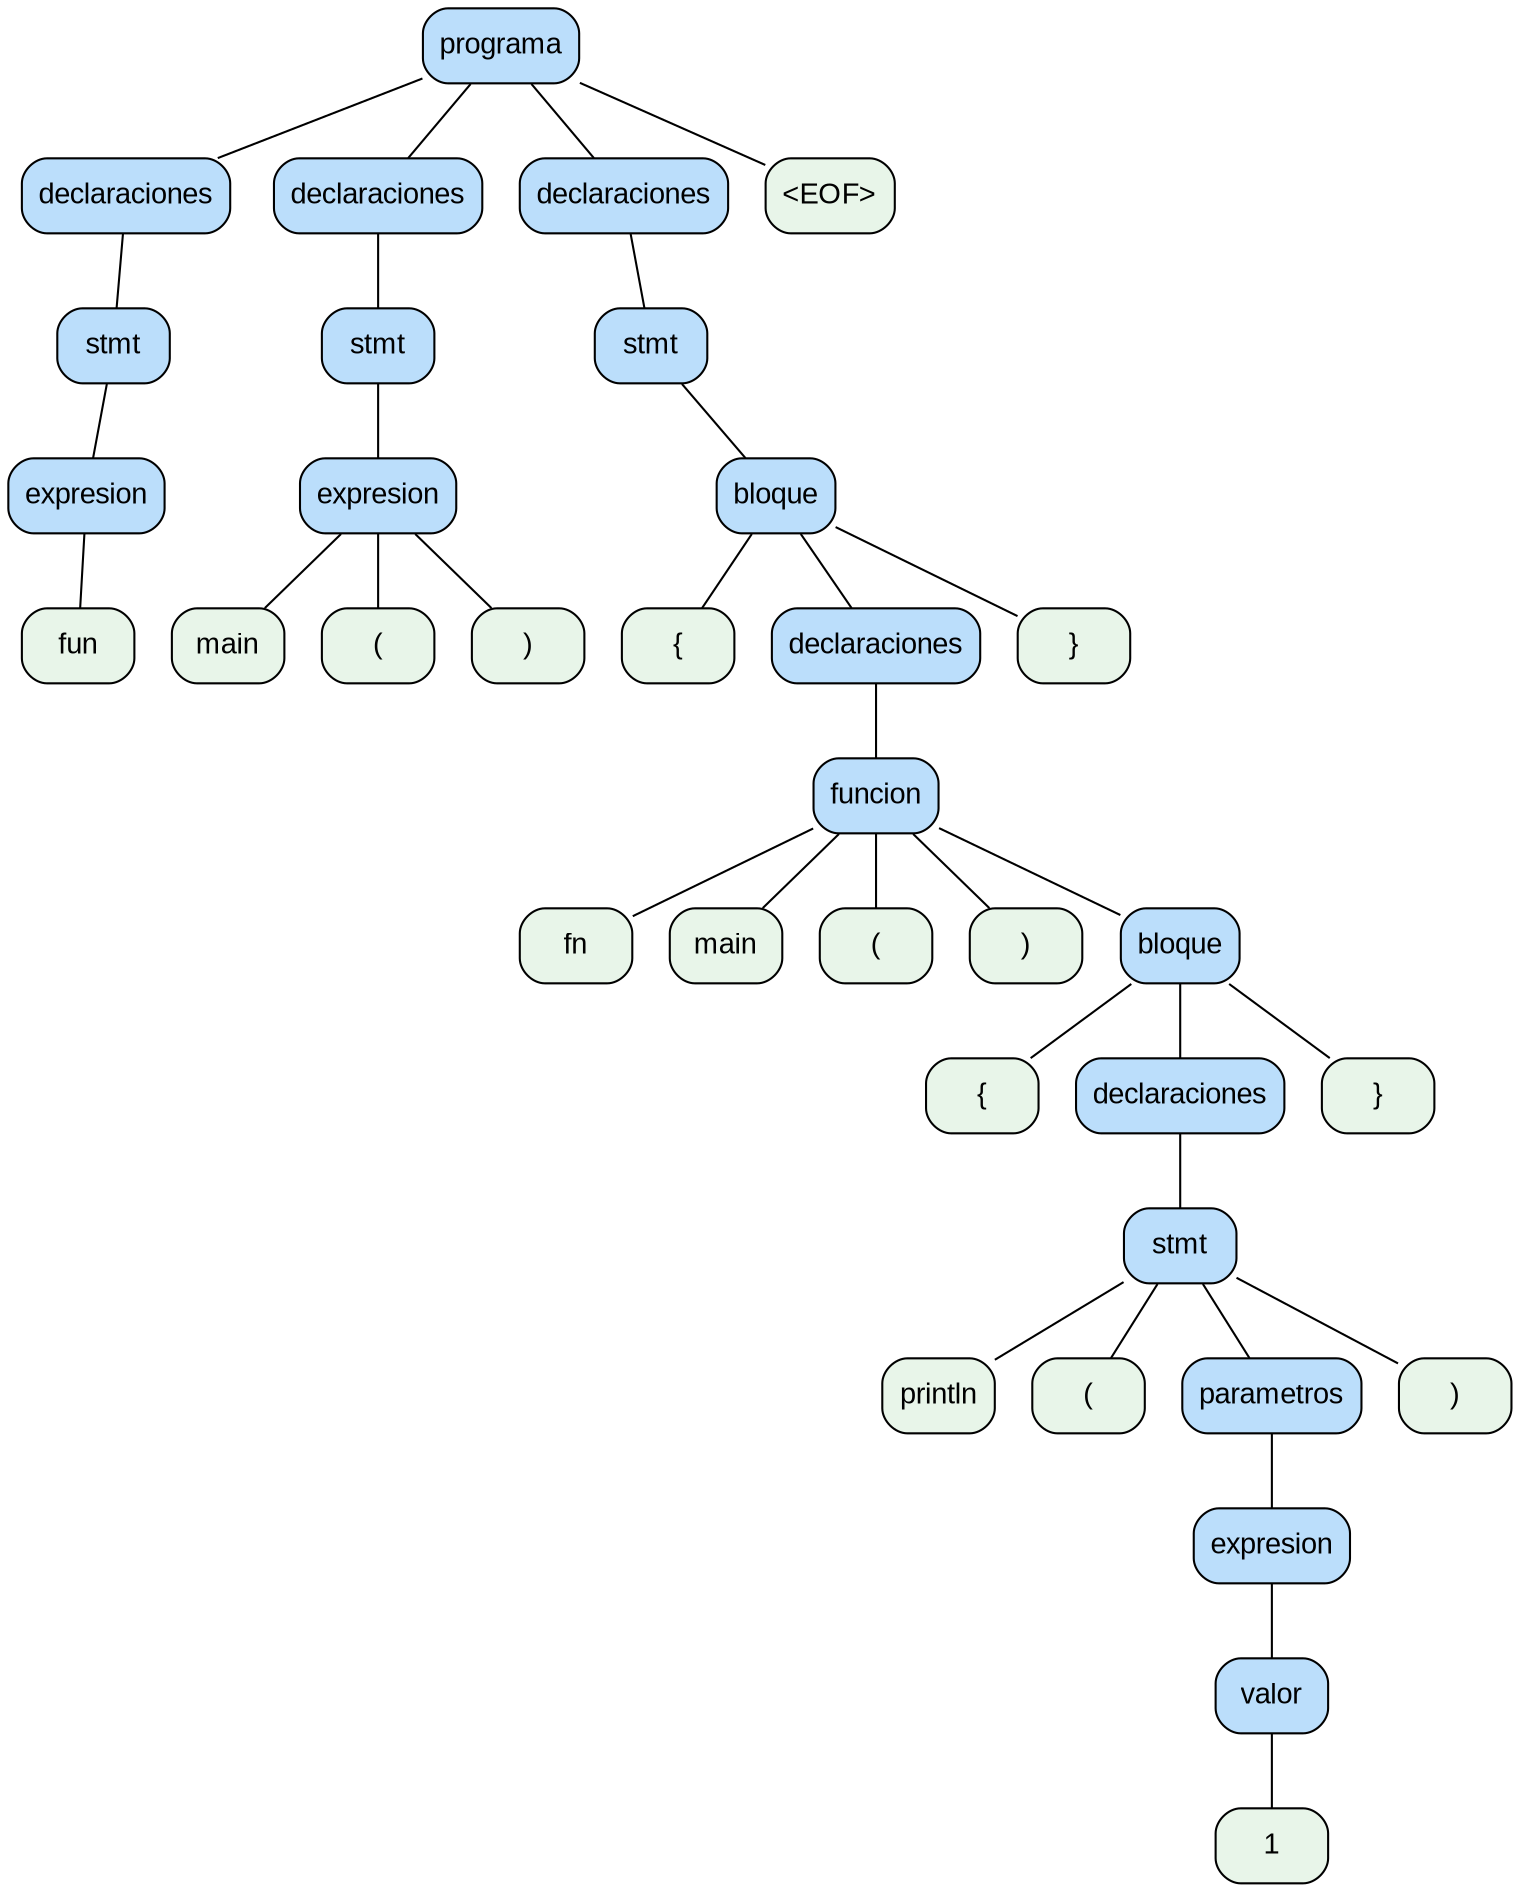 programa
declaraciones declaraciones declaraciones <EOF>
stmt stmt stmt
expresion expresion bloque
fun main ( ) { declaraciones }
funcion
fn main ( ) bloque
{ declaraciones }
stmt
println ( parametros )
expresion
valor
1